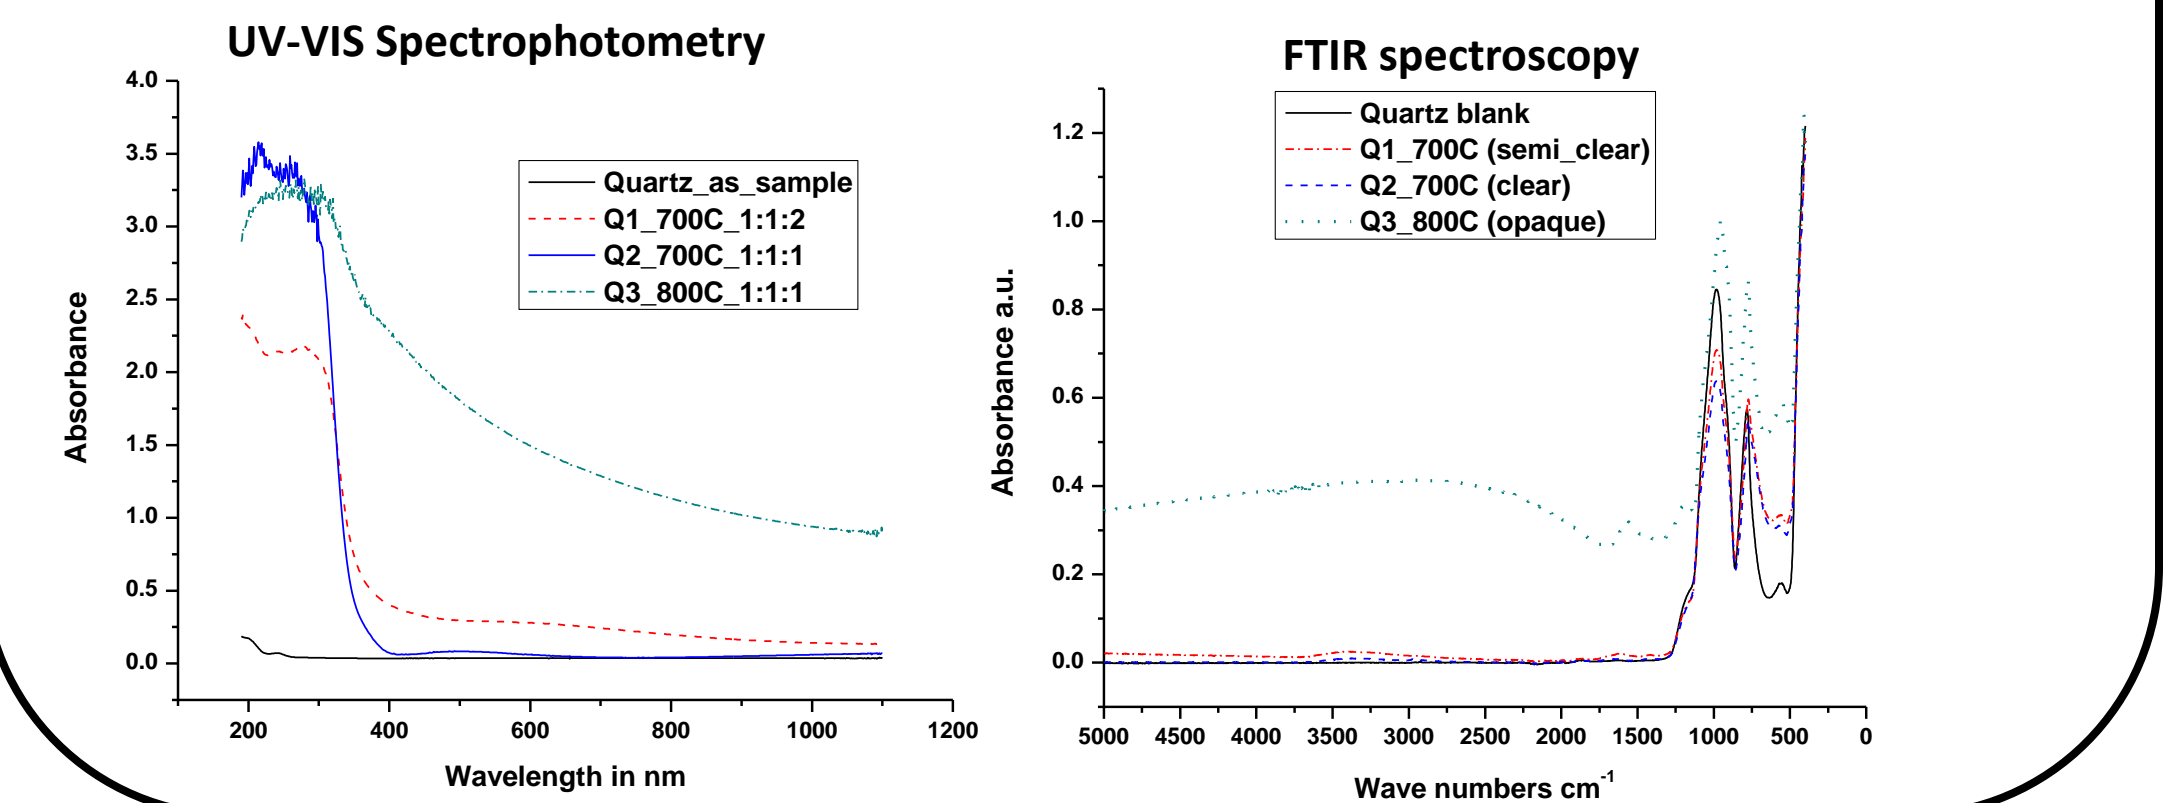 UV-VIS Spectrophotometry
4.0
3.5
3.0
2.5
2.0
1.5
1.0
0.5
0.0
Absorbance
Quartz_as_sample
Q1_700C_1:1:2
Q2_700C_1:1:1
Q3_800C_1:1:1
200 400 600 800 1000 1200
Wavelength in nm
FTIR spectroscopy
1.2
1.0
0.8
0.6
0.4
0.2
0.0
Absorbance a.u.
Quartz blank
Q1_700C (semi_clear)
Q2_700C (clear)
Q3_800C (opaque)
5000 4500 4000 3500 3000 2500 2000 1500 1000 500 0
Wave numbers cm⁻¹